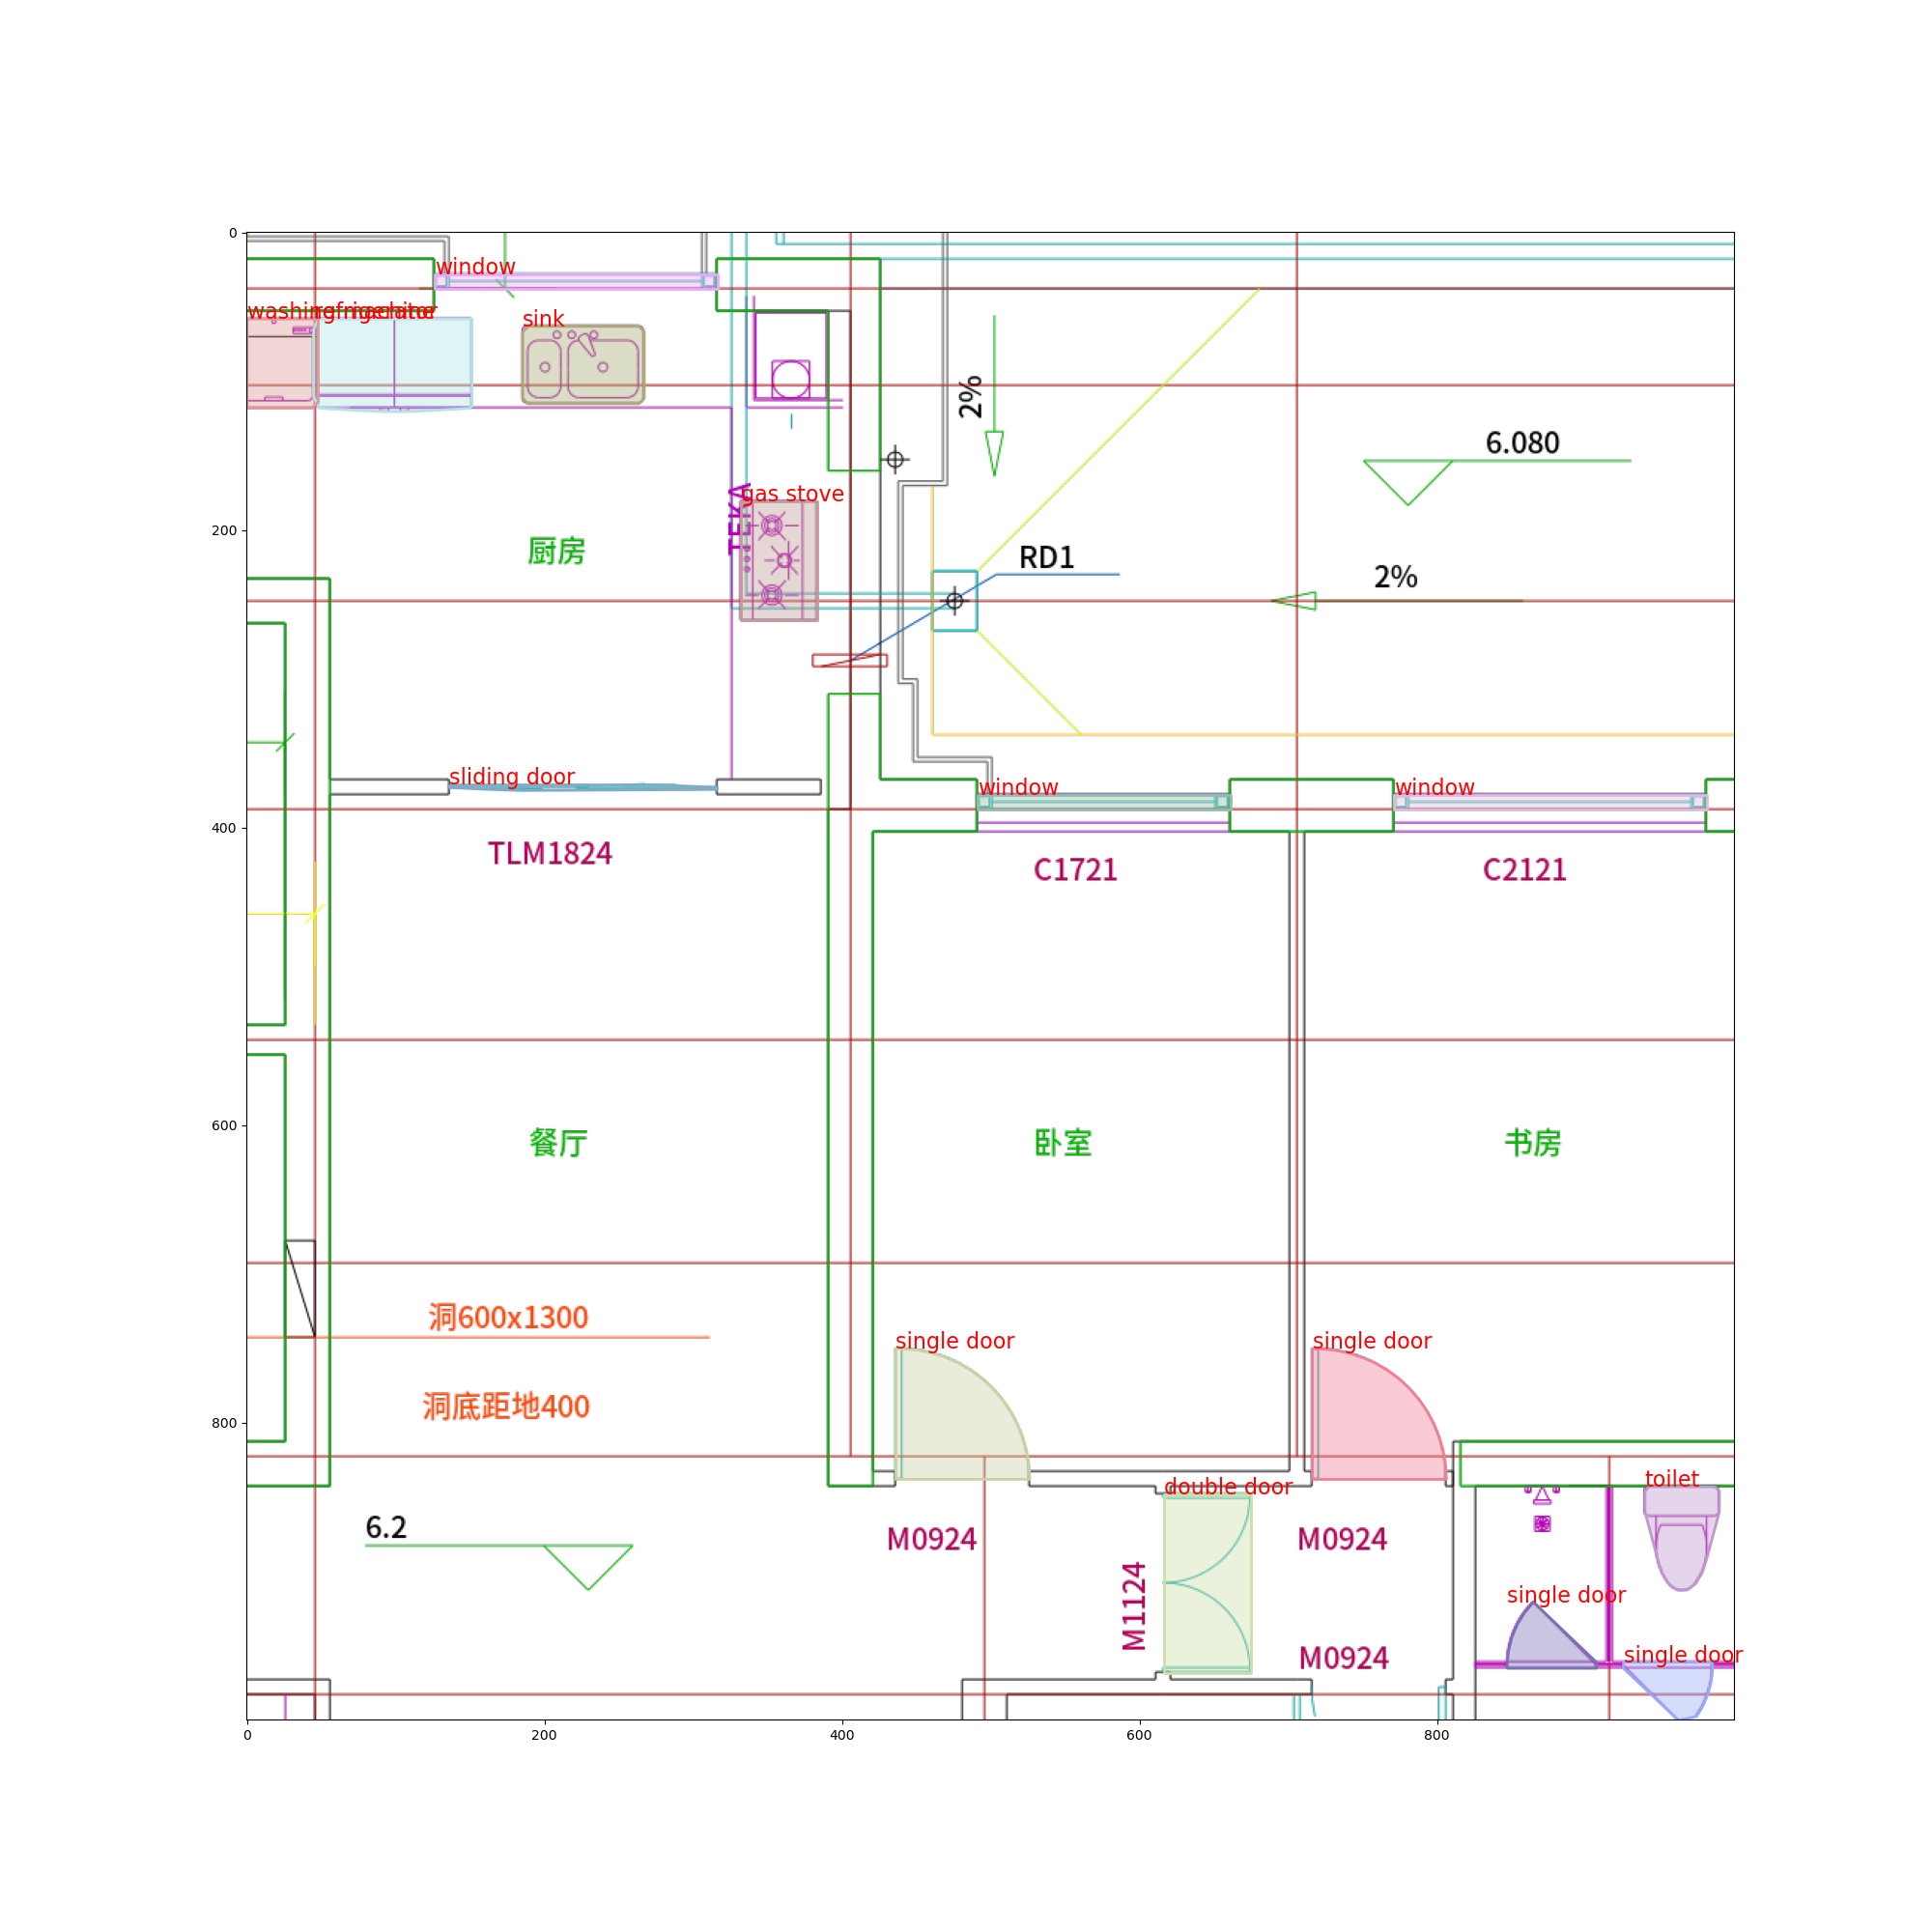 0
window
washing machine
refrigerator
sink
2%
6.080
gas stove
200
厨房
RD1
2%
sliding door
window
window
400
TLM1824
C1721
C2121
600
餐厅
卧室
书房
洞600x1300
single door
single door
洞底距地400
800
double door
toilet
6.2
M0924
M0924
M1124
single door
single door
M0924
0
200
400
600
800